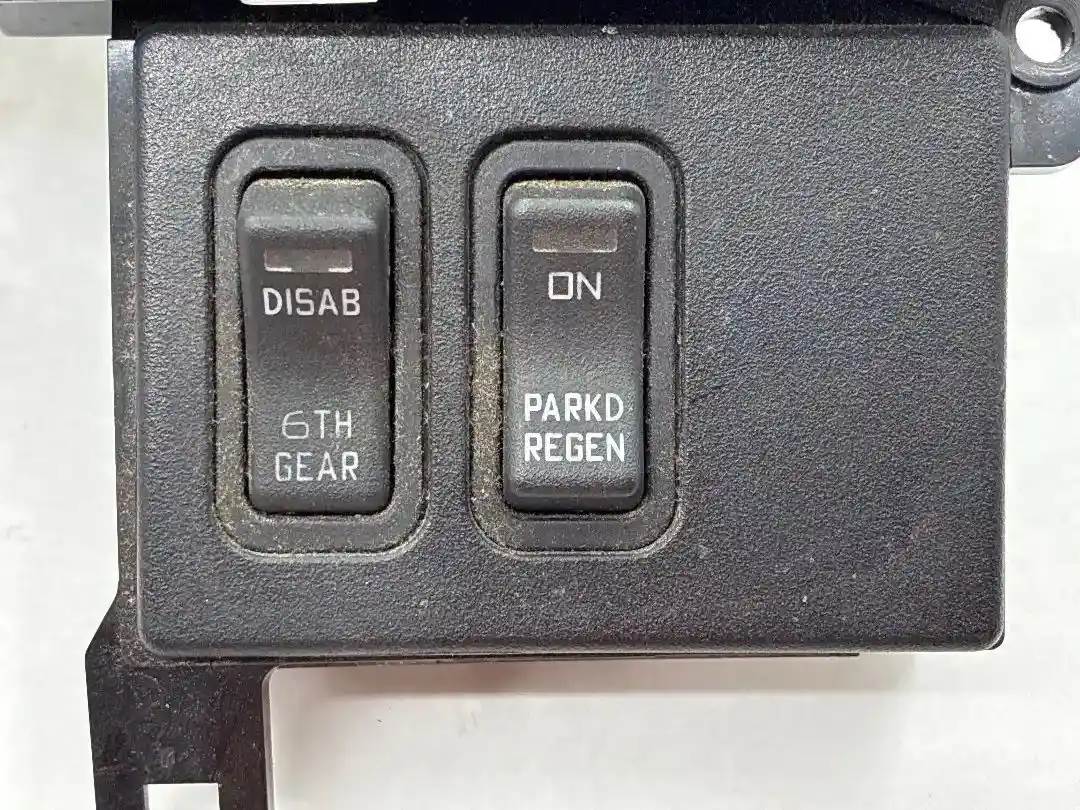 DISAB
6TH
GEAR
ON
PARKD
REGEN